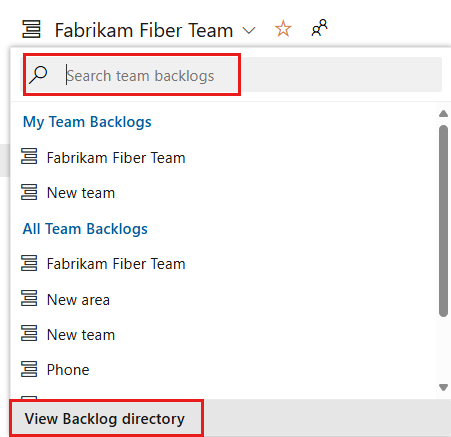 Fabrikam Fiber Team
Search team backlogs
My Team Backlogs
Fabrikam Fiber Team
New team
All Team Backlogs
Fabrikam Fiber Team
New area
New team
Phone
View Backlog directory